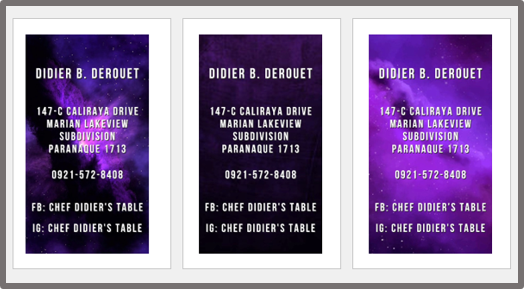 DIDIER B. DEROUET
147-C CALIRAYA DRIVE
MARIAN LAKEVIEW
SUBDIVISION
PARANAQUE 1713
0921-572-8408
FB: CHEF DIDIER'S TABLE
IG: CHEF DIDIER'S TABLE
DIDIER B. DEROUET
147-C CALIRAYA DRIVE
MARIAN LAKEVIEW
SUBDIVISION
PARANAQUE 1713
0921-572-8408
FB: CHEF DIDIER'S TABLE
IG: CHEF DIDIER'S TABLE
DIDIER B. DEROUET
147-C CALIRAYA DRIVE
MARIAN LAKEVIEW
SUBDIVISION
PARANAQUE 1713
0921-572-8408
FB: CHEF DIDIER'S TABLE
IG: CHEF DIDIER'S TABLE